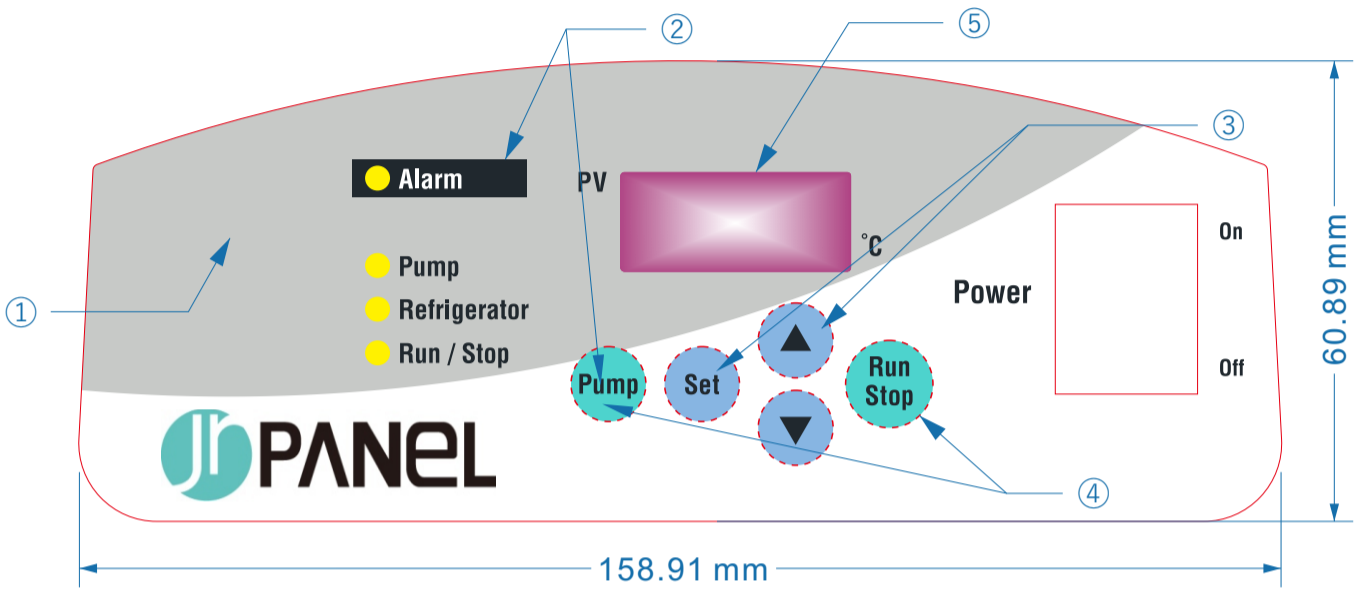 ②
⑤
③
Alarm
PV
°C
On
Pump
Refrigerator
Run / Stop
①
Power
Off
60.89 mm
Pump
Set
▲
▼
Run
Stop
jr PANEL
④
158.91 mm